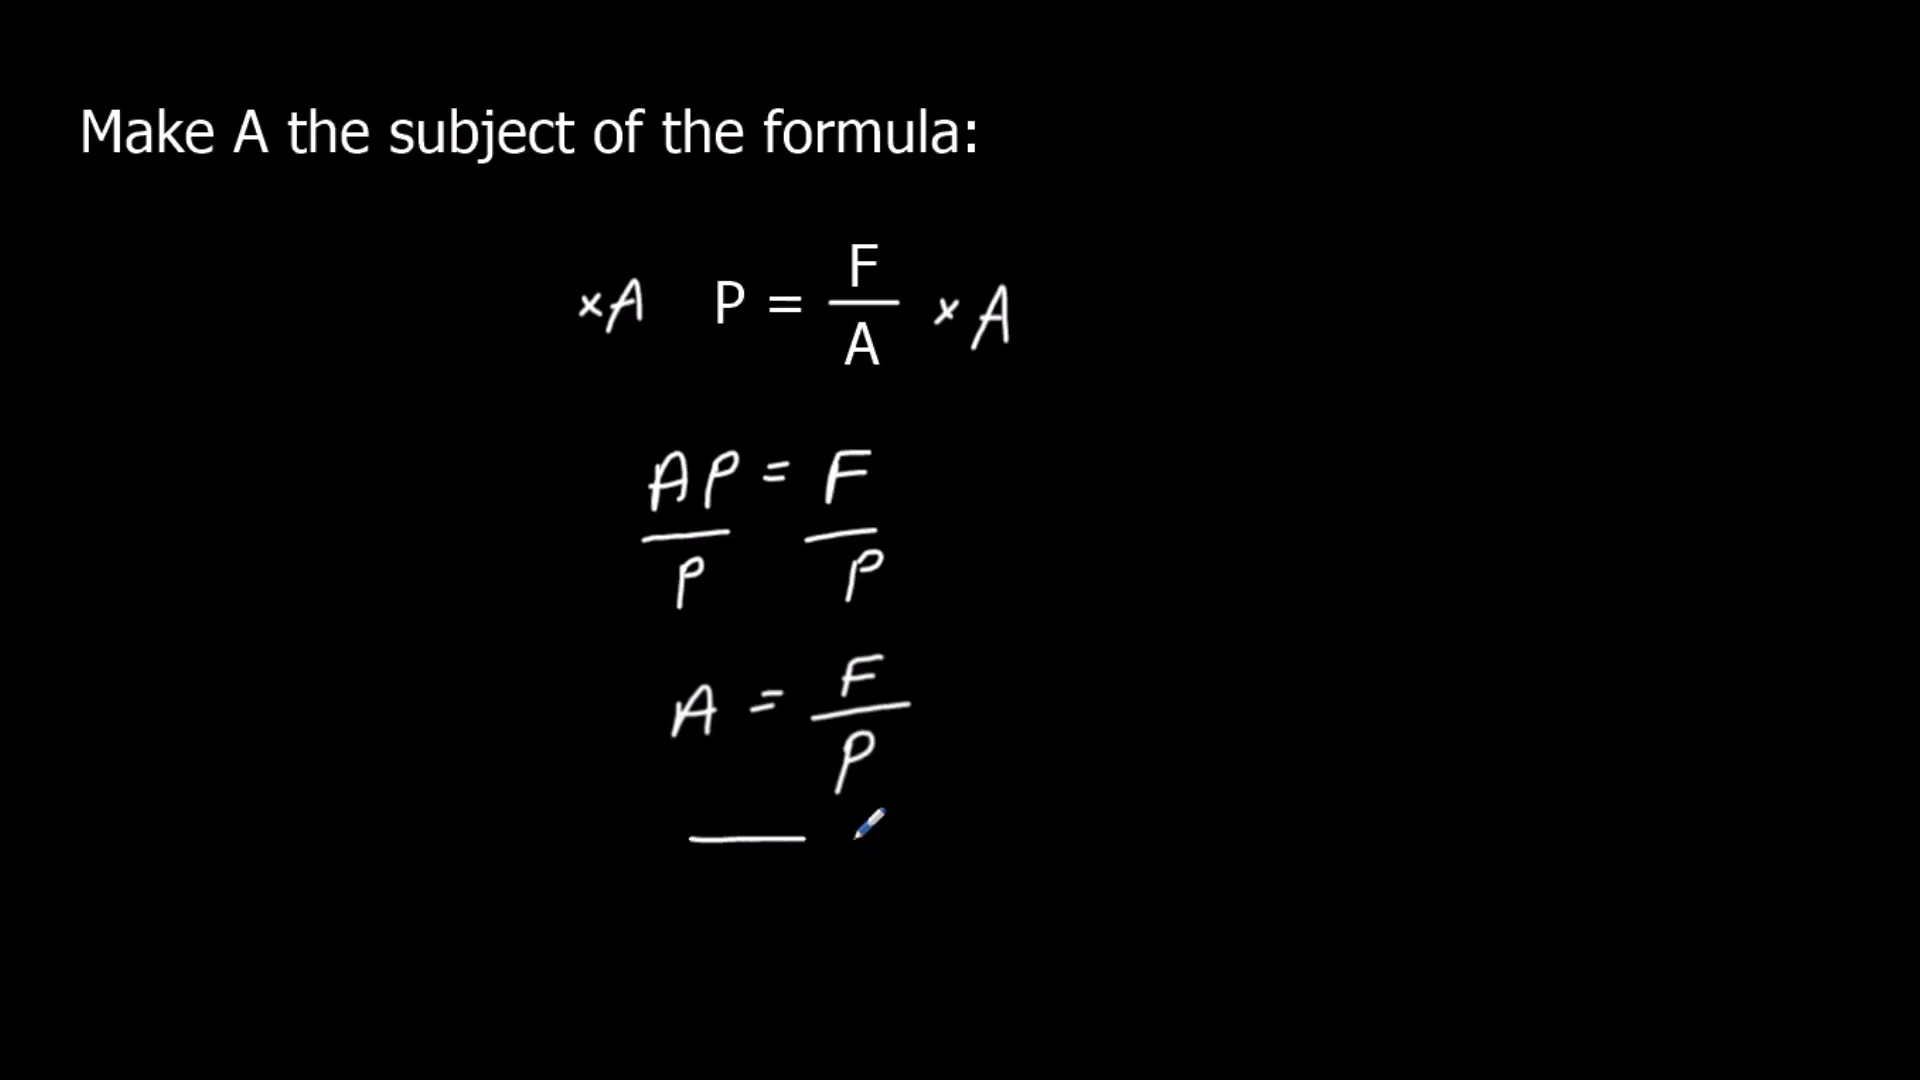 Make A the subject of the formula:
×A P = F/A × A
AP/P = F/P
A = F/P